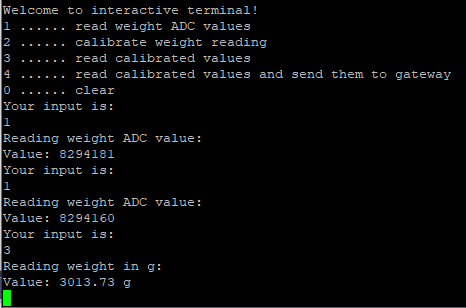 Welcome to interactive terminal!
1 ...... read weight ADC values
2 ...... calibrate weight reading
3 ...... read calibrated values
4 ...... read calibrated values and send them to gateway
0 ...... clear
Your input is:
1
Reading weight ADC value:
Value: 8294181
Your input is:
1
Reading weight ADC value:
Value: 8294160
Your input is:
3
Reading weight in g:
Value: 3013.73 g